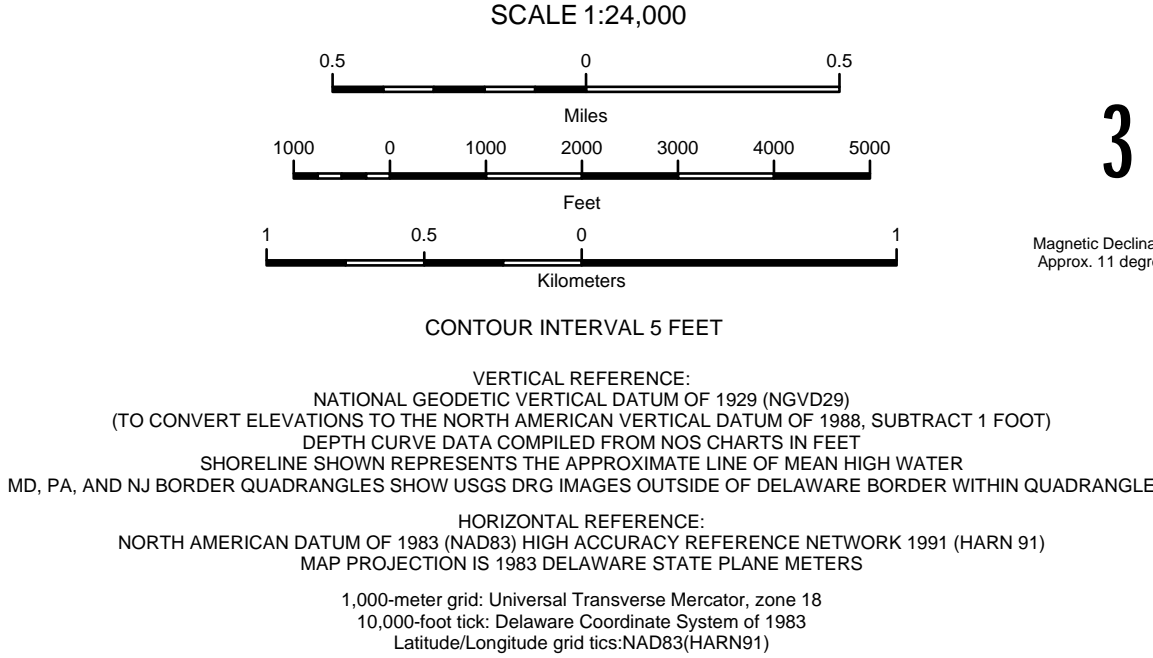 SCALE 1:24,000
0.5 0 0.5
Miles
1000 0 1000 2000 3000 4000 5000
Feet
1 0.5 0 1
Kilometers
3
Magnetic Declina
Approx. 11 degr
CONTOUR INTERVAL 5 FEET
VERTICAL REFERENCE:
NATIONAL GEODETIC VERTICAL DATUM OF 1929 (NGVD29)
(TO CONVERT ELEVATIONS TO THE NORTH AMERICAN VERTICAL DATUM OF 1988, SUBTRACT 1 FOOT)
DEPTH CURVE DATA COMPILED FROM NOS CHARTS IN FEET
SHORELINE SHOWN REPRESENTS THE APPROXIMATE LINE OF MEAN HIGH WATER
MD, PA, AND NJ BORDER QUADRANGLES SHOW USGS DRG IMAGES OUTSIDE OF DELAWARE BORDER WITHIN QUADRANGLE
HORIZONTAL REFERENCE:
NORTH AMERICAN DATUM OF 1983 (NAD83) HIGH ACCURACY REFERENCE NETWORK 1991 (HARN 91)
MAP PROJECTION IS 1983 DELAWARE STATE PLANE METERS
1,000-meter grid: Universal Transverse Mercator, zone 18
10,000-foot tick: Delaware Coordinate System of 1983
Latitude/Longitude grid tics:NAD83(HARN91)